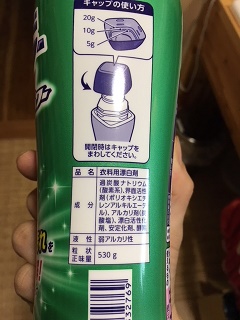 キャップの使い方
20g
10g
5g
開閉時はキャップを
まわしてください。
品名 衣料用漂白剤
成分 過炭酸ナトリウム
(酸素系)、界面活性
剤(ポリオキシエチ
レンアルキルエーテ
ル)、アルカリ剤(炭
酸塩)、漂白活性化
剤、安定化剤、酵素
液性 弱アルカリ性
粒状
正味量 530g